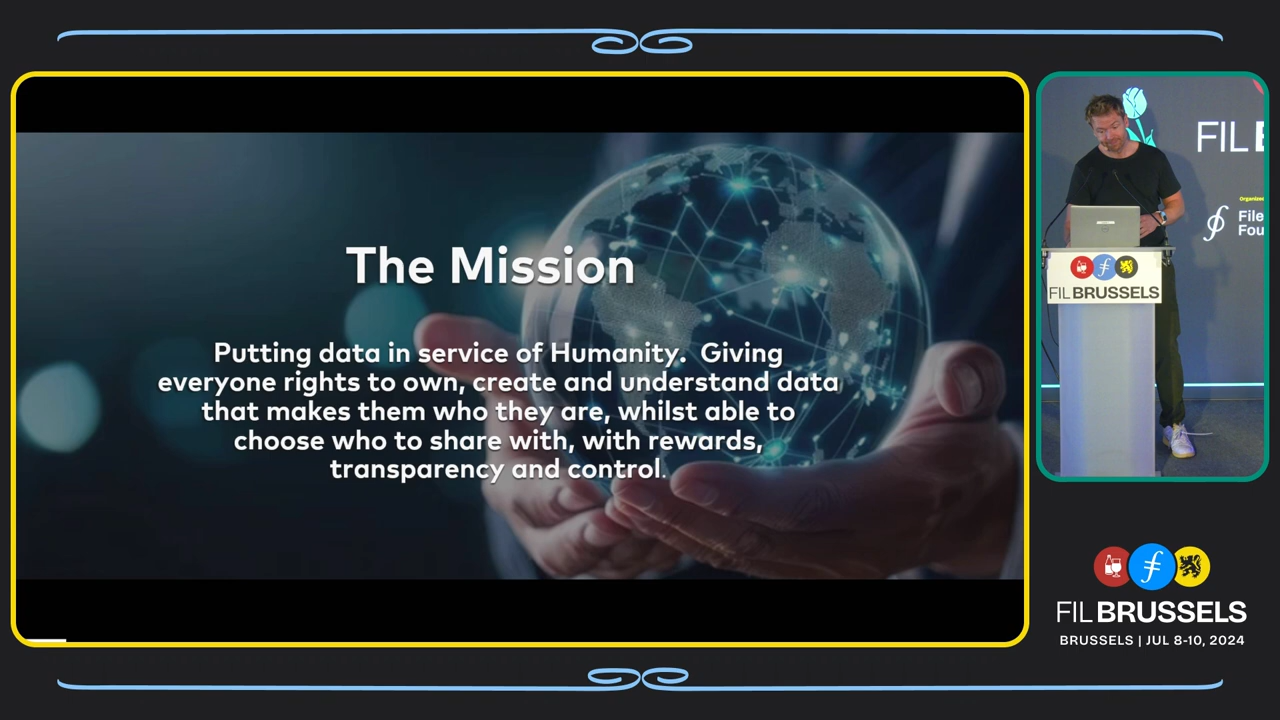 The Mission
Putting data in service of Humanity.  Giving
everyone rights to own, create and understand data
that makes them who they are, whilst able to
choose who to share with, with rewards,
transparency and control.
FIL
FIL BRUSSELS
FIL BRUSSELS
BRUSSELS | JUL 8-10, 2024